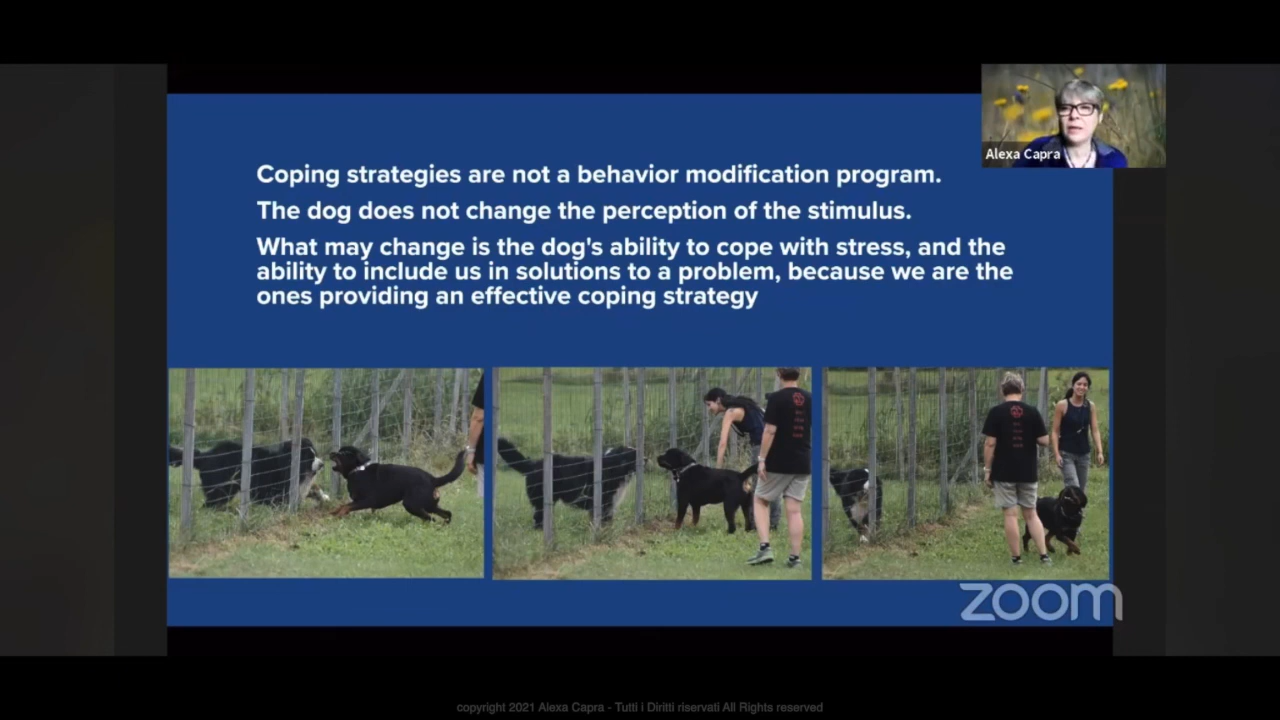 Alexa Capra
Coping strategies are not a behavior modification program.
The dog does not change the perception of the stimulus.
What may change is the dog's ability to cope with stress, and the
ability to include us in solutions to a problem, because we are the
ones providing an effective coping strategy
zoom
copyright 2021 Alexa Capra - Tutti i Diritti riservati All Rights reserved